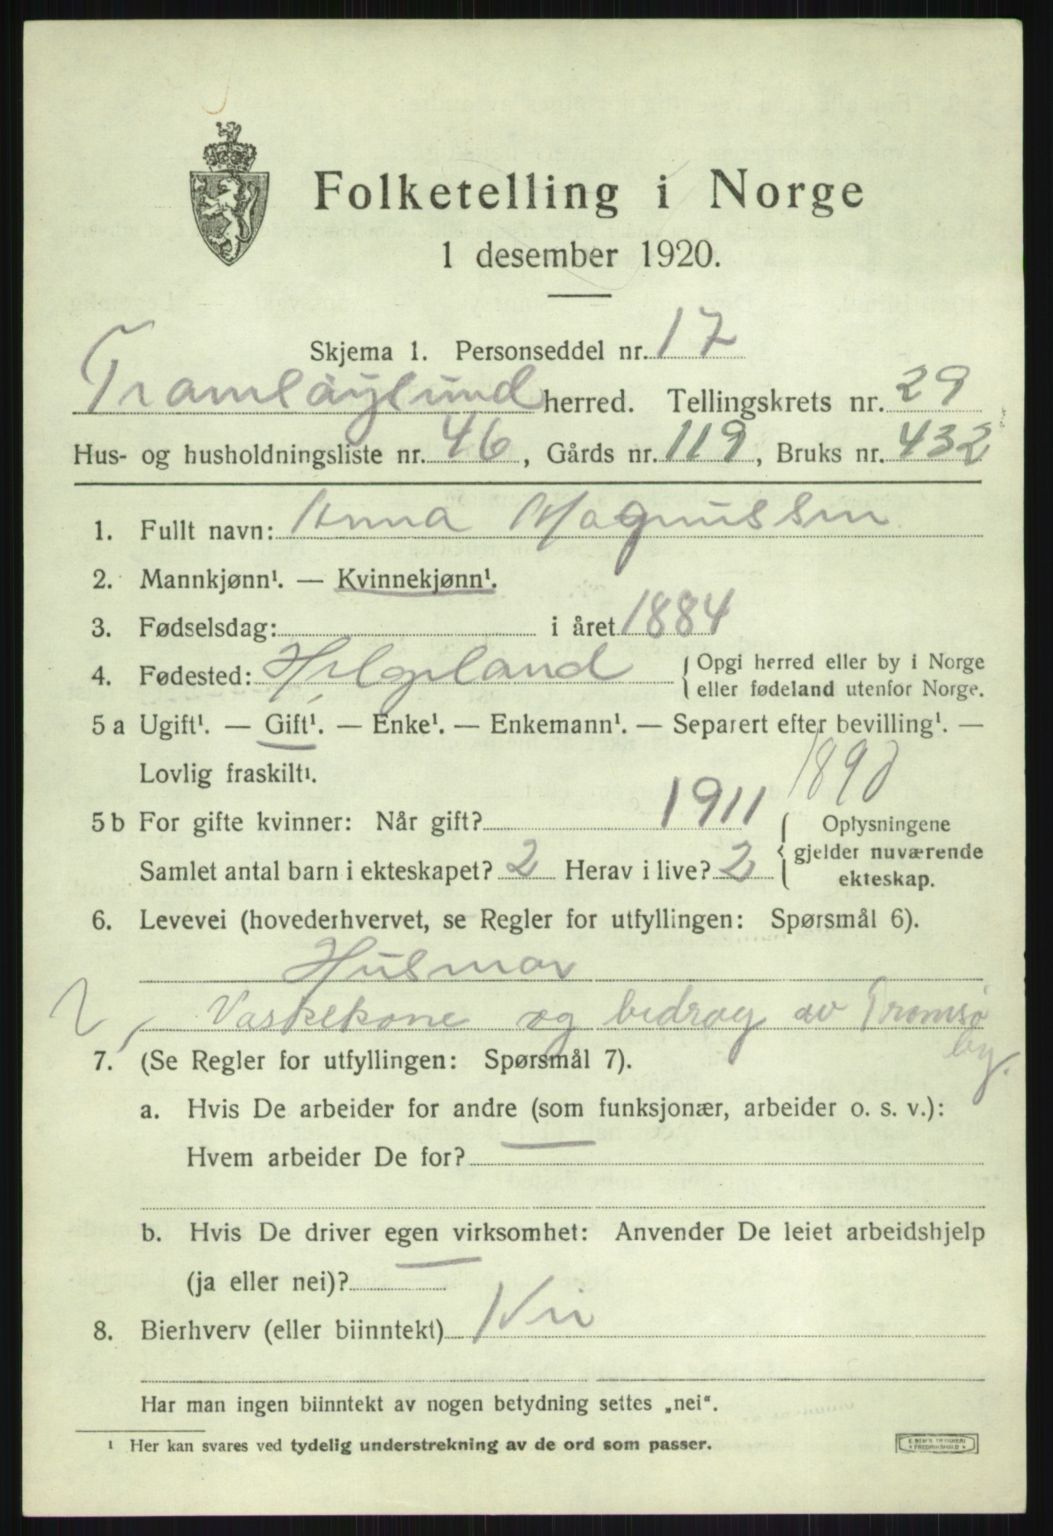 Folketelling i Norge
1 desember 1920.
Skjema 1. Personseddel nr. 17
Tromsøysund herred. Tellingskrets nr. 29
Hus- og husholdningsliste nr. 46, Gårds nr. 119, Bruks nr. 432
1. Fullt navn: Anna Magnussen
2. Mannkjønn¹. — Kvinnekjønn¹.
3. Fødselsdag: i året 1884
4. Fødested: Helgeland { Opgi herred eller by i Norge
eller fødeland utenfor Norge.
5 a Ugift¹. — Gift¹. — Enke¹. — Enkemann¹. — Separert efter bevilling¹. —
Lovlig fraskilt¹.
5 b For gifte kvinner: Når gift? 1911
Samlet antal barn i ekteskapet? 2 Herav i live? 2
{ Oplysningene
gjelder nuværende
ekteskap.
6. Levevei (hovederhvervet, se Regler for utfyllingen: Spørsmål 6).
Husmor
Vaskekone og bedrag av Tromsø
by.
7. (Se Regler for utfyllingen: Spørsmål 7).
a. Hvis De arbeider for andre (som funksjonær, arbeider o. s. v.):
Hvem arbeider De for? —
b. Hvis De driver egen virksomhet: Anvender De leiet arbeidshjelp
(ja eller nei)? —
8. Bierhverv (eller biinntekt) Nei
Har man ingen biinntekt av nogen betydning settes „nei“.
¹ Her kan svares ved tydelig understrekning av de ord som passer.